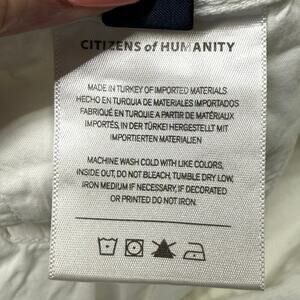 CITIZENS of HUMANITY
MADE IN TURKEY OF IMPORTED MATERIALS
HECHO EN TURQUIA DE MATERIALES IMPORTADOS
FABRIQUÉ EN TURQUIE A PARTIR DE MATÉRIAUX
IMPORTÉS, IN DER TÜRKEI HERGESTELLT MIT
IMPORTIERTEN MATERIALIEN
MACHINE WASH COLD WITH LIKE COLORS,
INSIDE OUT, DO NOT BLEACH, TUMBLE DRY LOW.
IRON MEDIUM IF NECESSARY, IF DECORATED
OR PRINTED DO NOT IRON.